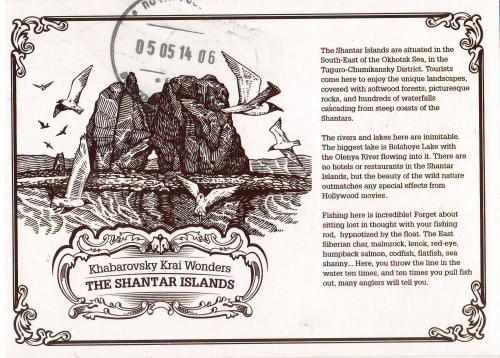 05 05 14 06
Khabarovsky Krai Wonders
THE SHANTAR ISLANDS
The Shantar Islands are situated in the
South-East of the Okhotsk Sea, in the
Tuguro-Chumikansky District. Tourists
come here to enjoy the unique landscapes,
covered with softwood forests, picturesque
rocks, and hundreds of waterfalls
cascading from steep coasts of the
Shantars.
The rivers and lakes here are inimitable.
The biggest lake is Bolshoye Lake with
the Olenya River flowing into it. There are
no hotels or restaurants in the Shantar
Islands, but the beauty of the wild nature
outmatches any special effects from
Hollywood movies.
Fishing here is incredible! Forget about
sitting lost in thought with your fishing
rod, hypnotized by the float. The East
Siberian char, malmrock, lenok, red-eye,
humpback salmon, codfish, flatfish, sea
shanny... Here, you throw the line in the
water ten times, and ten times you pull fish
out, many anglers will tell you.